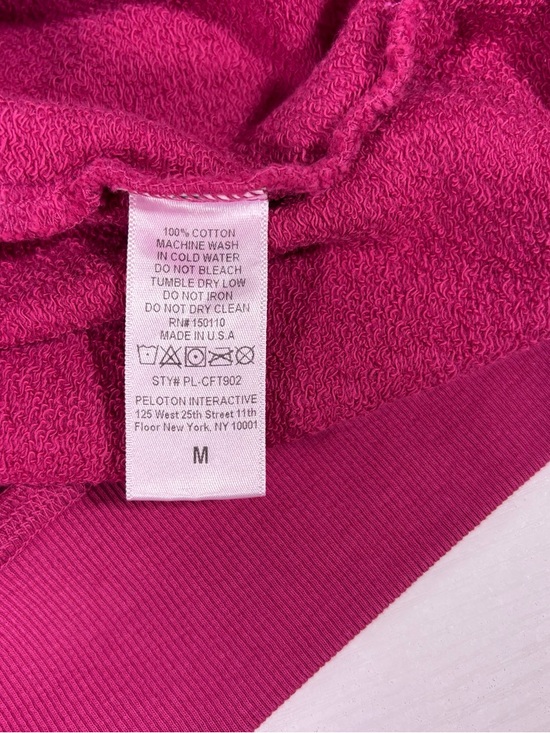 100% COTTON
MACHINE WASH
IN COLD WATER
DO NOT BLEACH
TUMBLE DRY LOW
DO NOT IRON
DO NOT DRY CLEAN
RN# 150110
MADE IN U.S.A
STY# PL-CFT902
PELOTON INTERACTIVE
125 West 25th Street 11th
Floor New York, NY 10001
M